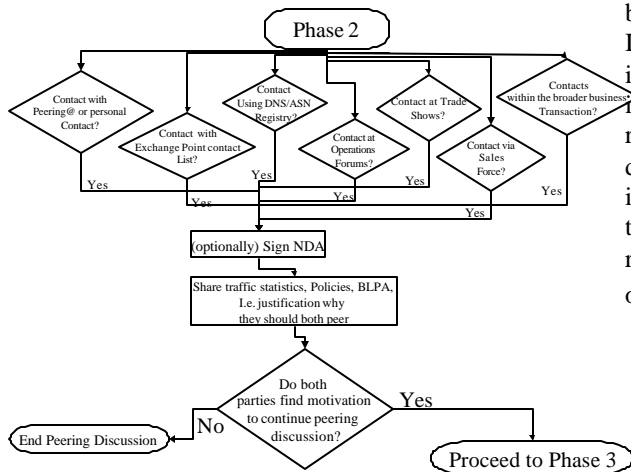 Phase 2
Contact with
Peering@ or personal
Contact?
Contact with
Exchange Point contact
List?
Contact
Using DNS/ASN
Registry?
Contact at
Operations
Forums?
Contact at Trade
Shows?
Contact via
Sales
Force?
Contacts
within the broader business
Transaction?
Yes
Yes
Yes
Yes
Yes
Yes
Yes
(optionally) Sign NDA
Share traffic statistics, Policies, BLPA,
I.e. justification why
they should both peer
Do both
parties find motivation
to continue peering
discussion?
No
Yes
End Peering Discussion
Proceed to Phase 3